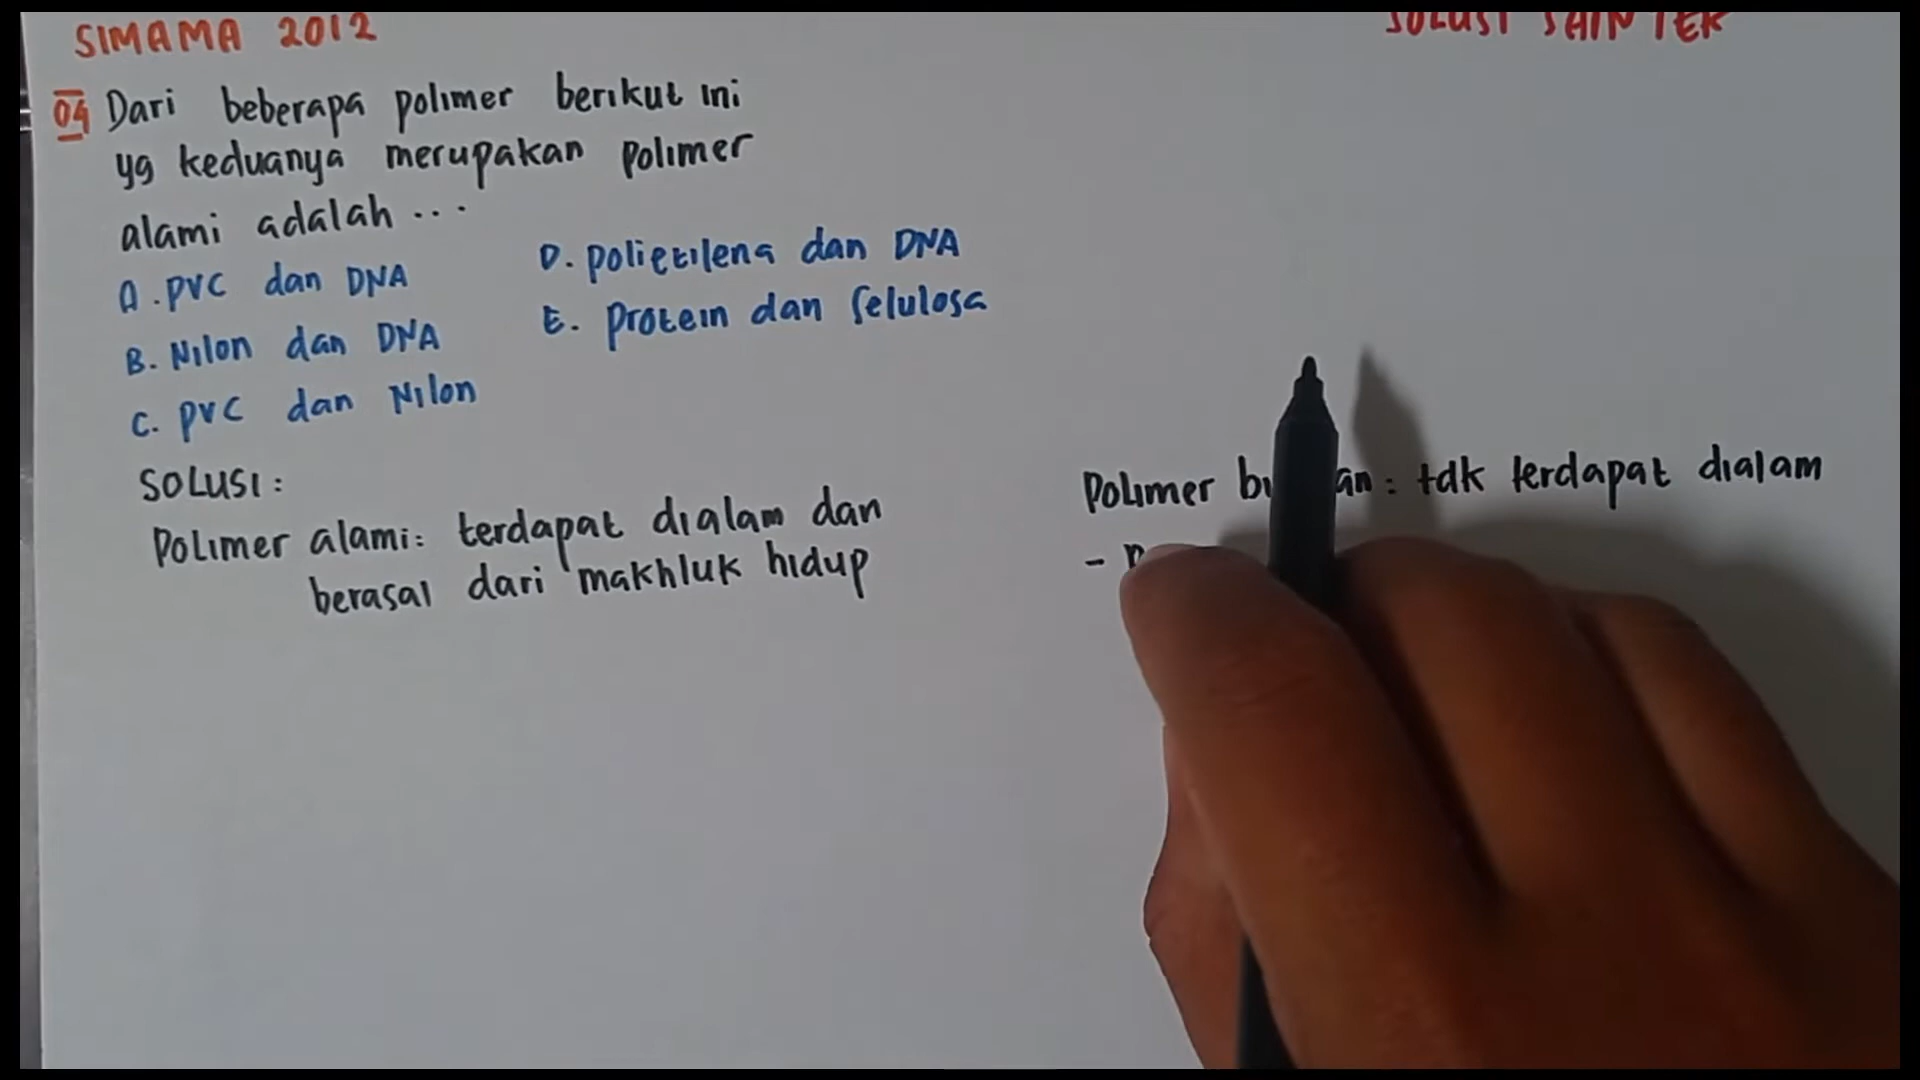 SIMAMA 2012
SOLUSI SAINTEK
04 Dari beberapa polimer berikut ini
yg keduanya merupakan polimer
alami adalah ...
A. PVC dan DNA
B. Nilon dan DNA
C. PVC dan Nilon
D. polietilena dan DNA
E. Protein dan Selulosa
SOLUSI:
Polimer alami: terdapat dialam dan
berasal dari makhluk hidup
Polimer : tdk terdapat dialam
-